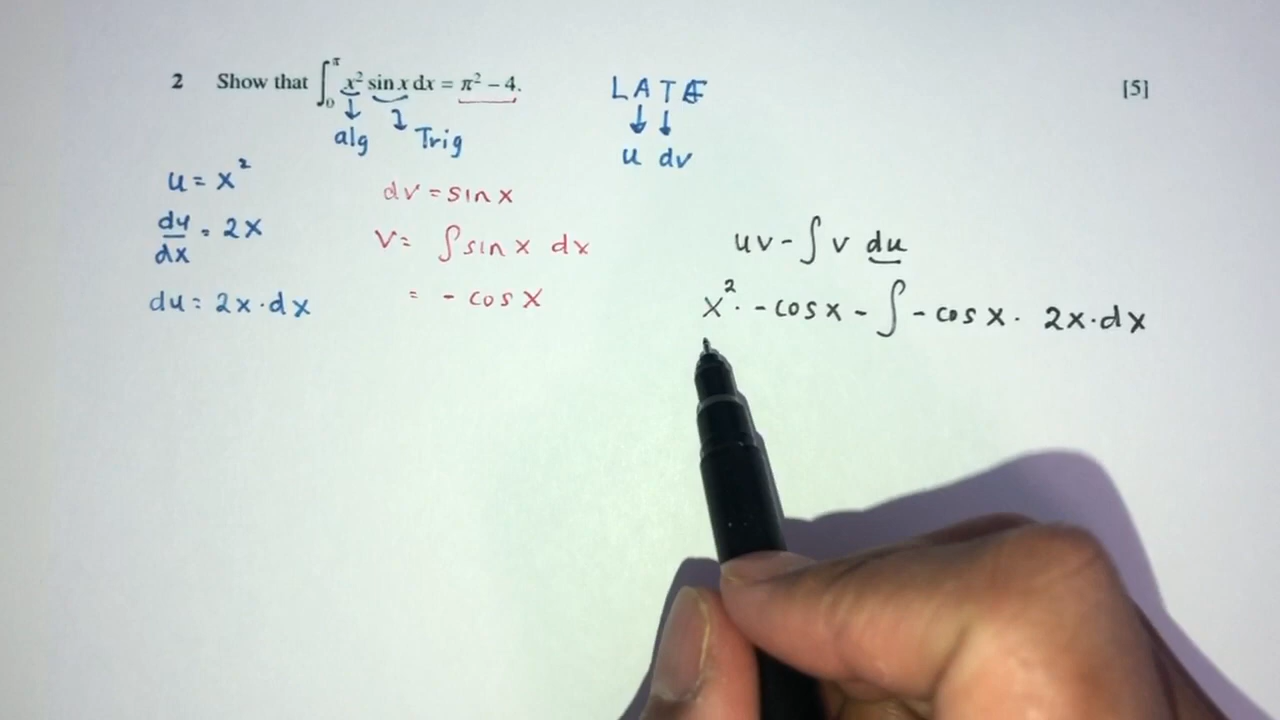 2 Show that ∫₀^π x² sin x dx = π² − 4. [5]
LATE
alg Trig
u dv
u = x²
dy/dx = 2x
du = 2x·dx
dv = sin x
v = ∫ sin x dx
= - cos x
uv - ∫ v du
x² · - cos x - ∫ - cos x · 2x·dx